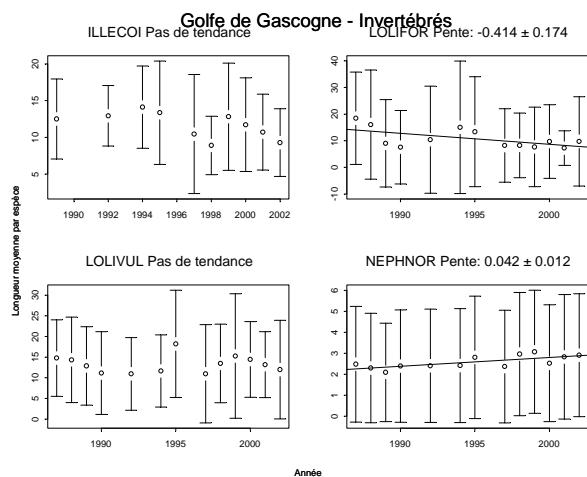 Golfe de Gascogne - Invertébrés
ILLECOI Pas de tendance
LOLIFOR Pente: -0.414 ± 0.174
20
15
10
5
1990 1992 1994 1996 1998 2000 2002
40
30
20
10
0
-10
1990 1995 2000
Longueur moyenne par espèce
LOLIVUL Pas de tendance
NEPHNOR Pente: 0.042 ± 0.012
30
25
20
15
10
5
0
1990 1995 2000
6
5
4
3
2
1
0
1990 1995 2000
Année